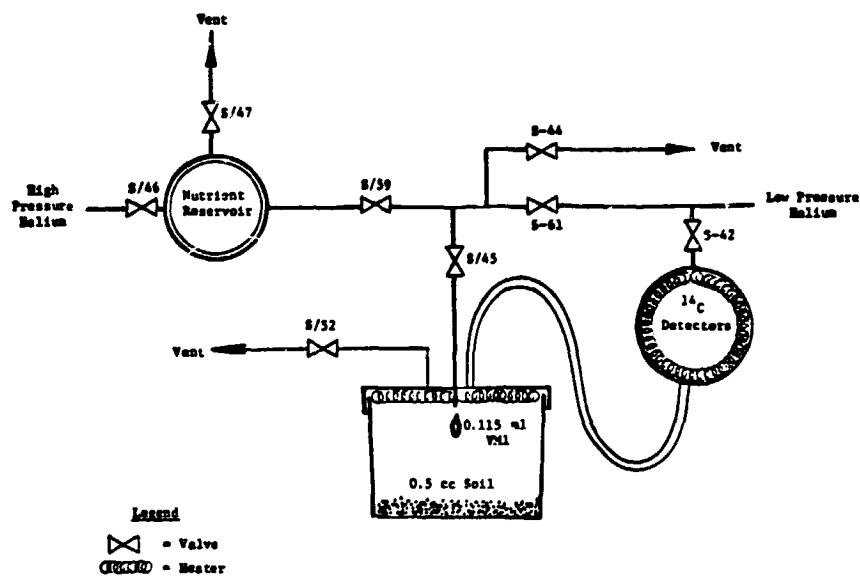 Vent
S/47
S-44
Vent
High
Pressure
Helium
S/46
Nutrient
Reservoir
S/59
S-61
Low Pressure
Helium
S-42
S/45
14C
Detectors
S/52
Vent
0.115 ml
VM1
0.5 cc Soil
Legend
= Valve
= Heater